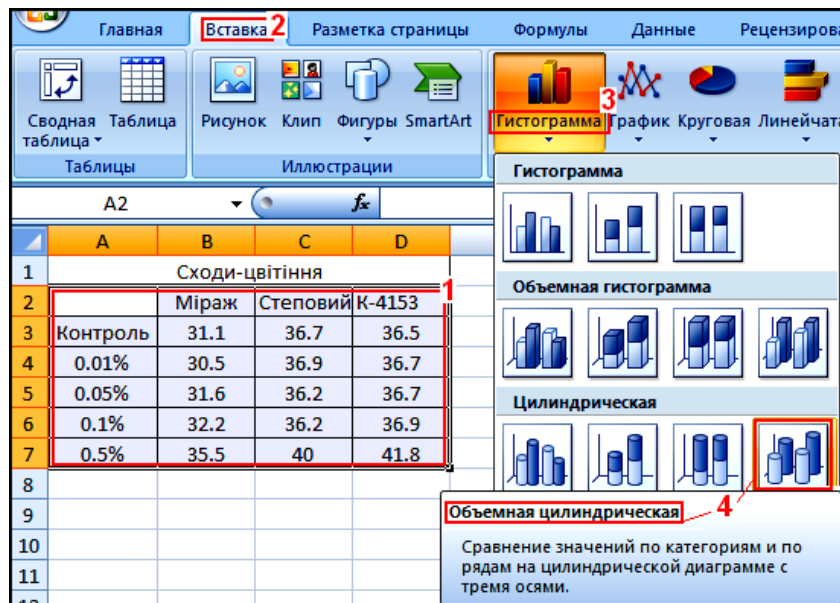 Главная Вставка 2 Разметка страницы Формулы Данные Рецензирова
3
Сводная таблица Таблица Рисунок Клип Фигуры SmartArt Гистограмма График Круговая Линейчата
Таблицы Иллюстрации
Гистограмма
A2 fx
A B C D
1 Сходи-цвітіння
Объемная гистограмма
1
2 Міраж Степовий К-4153
3 Контроль 31.1 36.7 36.5
4 0.01% 30.5 36.9 36.7
5 0.05% 31.6 36.2 36.7
Цилиндрическая
6 0.1% 32.2 36.2 36.9
7 0.5% 35.5 40 41.8
8
9
10
11
12
Объемная цилиндрическая 4
Сравнение значений по категориям и по
рядам на цилиндрической диаграмме с
тремя осями.